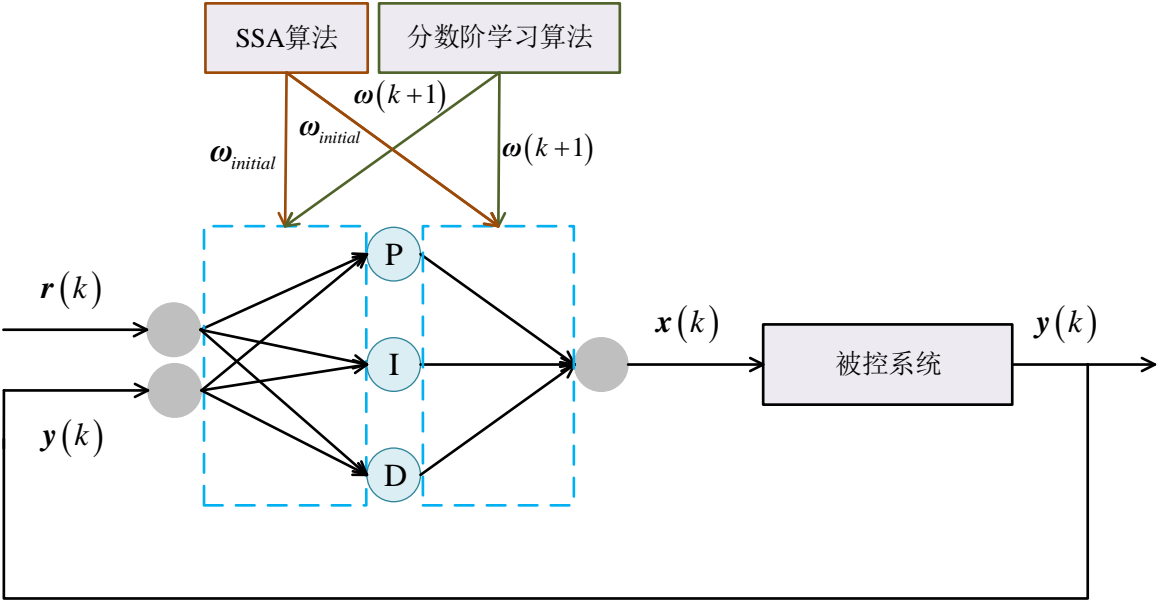 SSA算法
分数阶学习算法
ω(k+1)
ω_initial
ω_initial
ω(k+1)
P
r(k)
x(k)
y(k)
I
被控系统
y(k)
D